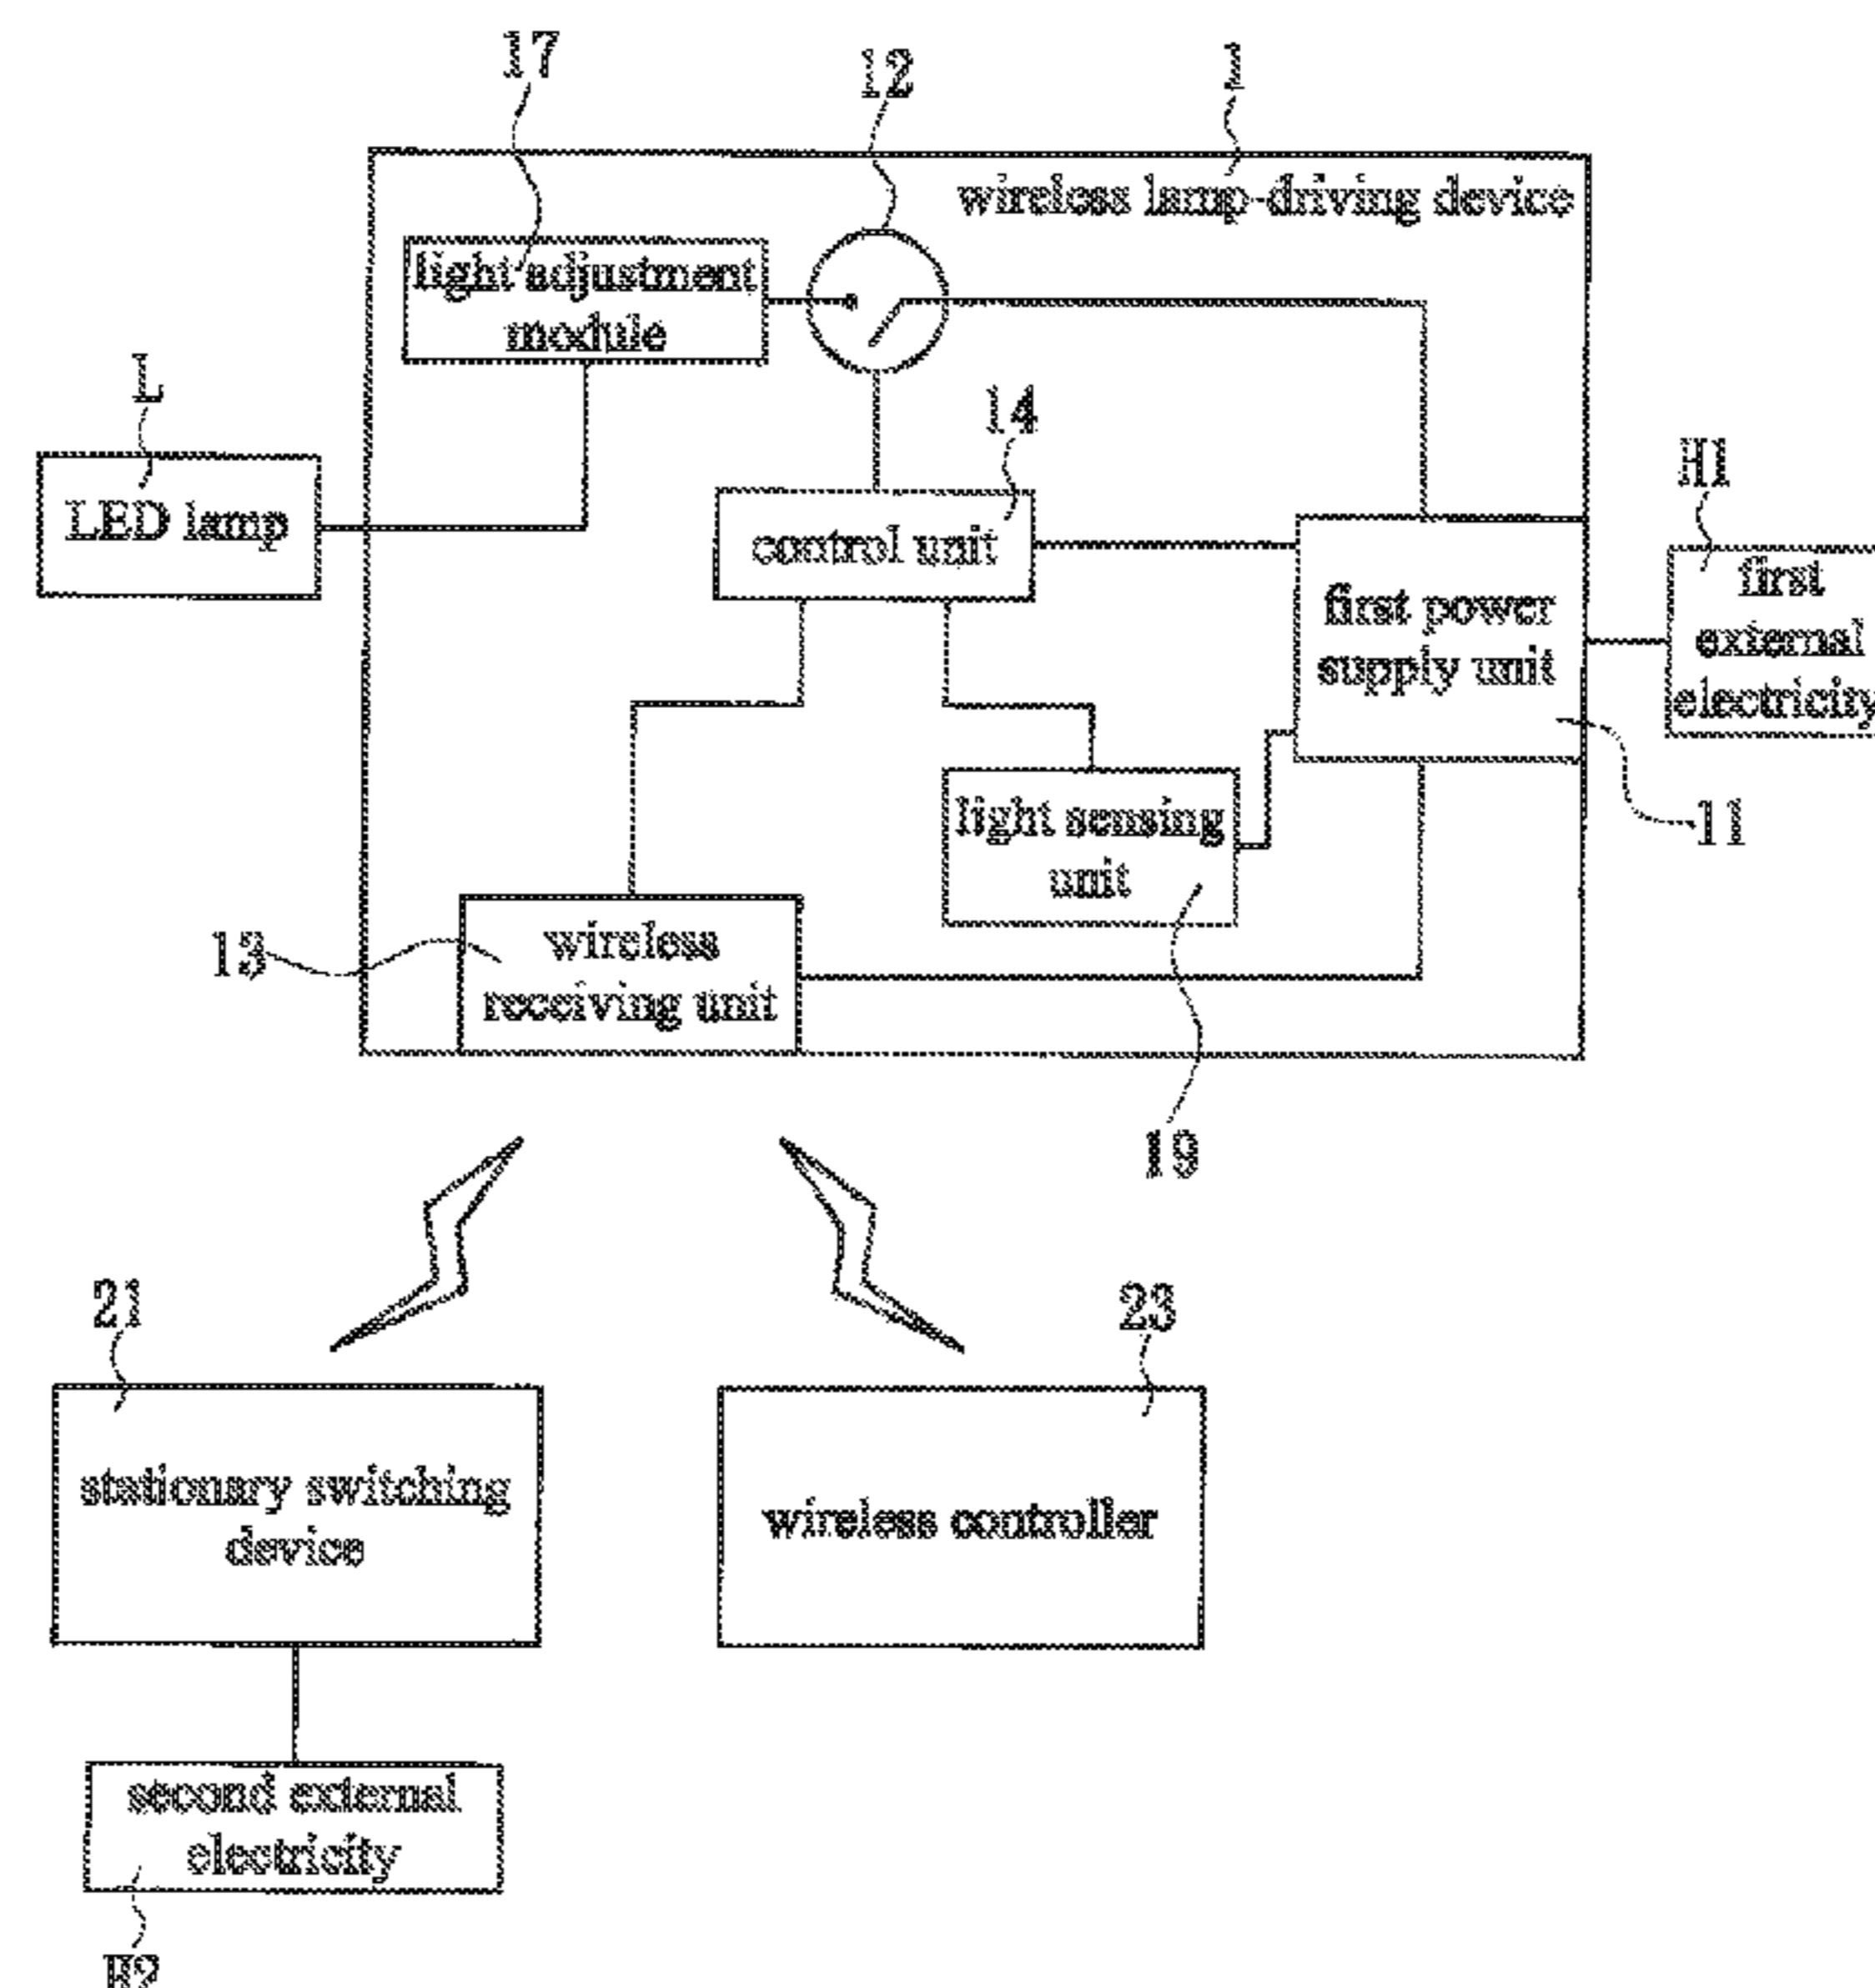 17
12
1
wireless lamp-driving device
light adjustment
module
L
14
LED lamp
control unit
H1
first
external
electricity
first power
supply unit
11
light sensing
unit
13
wireless
receiving unit
19
21
23
stationary switching
device
wireless controller
second external
electricity
H2